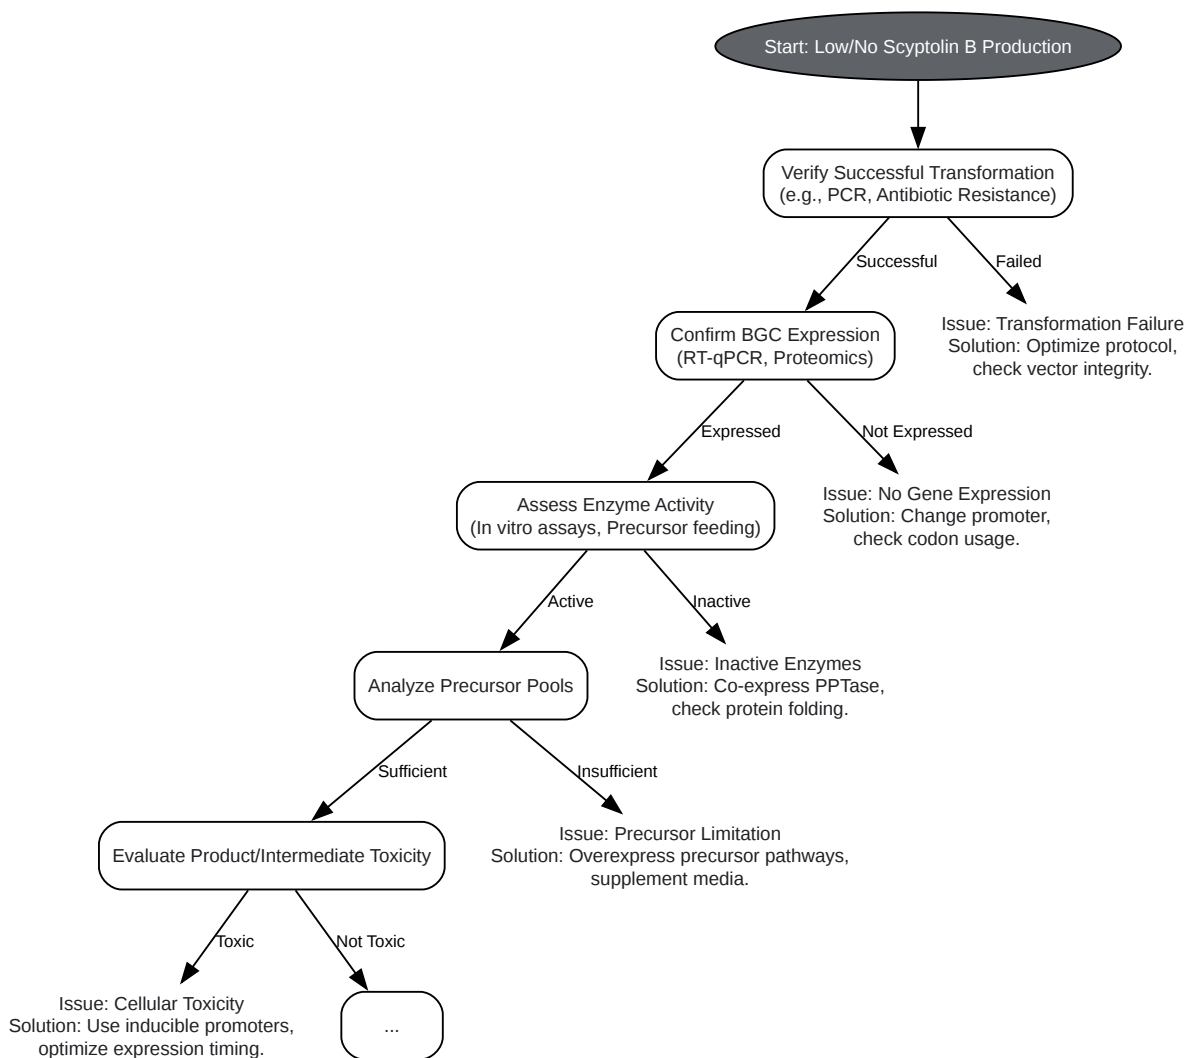 Start: Low/No Scyptolin B Production
Verify Successful Transformation
(e.g., PCR, Antibiotic Resistance)
Successful
Failed
Confirm BGC Expression
(RT-qPCR, Proteomics)
Issue: Transformation Failure
Solution: Optimize protocol,
check vector integrity.
Expressed
Not Expressed
Assess Enzyme Activity
(In vitro assays, Precursor feeding)
Issue: No Gene Expression
Solution: Change promoter,
check codon usage.
Active
Inactive
Analyze Precursor Pools
Issue: Inactive Enzymes
Solution: Co-express PPTase,
check protein folding.
Sufficient
Insufficient
Evaluate Product/Intermediate Toxicity
Issue: Precursor Limitation
Solution: Overexpress precursor pathways,
supplement media.
Toxic
Not Toxic
Issue: Cellular Toxicity
Solution: Use inducible promoters,
optimize expression timing.
...